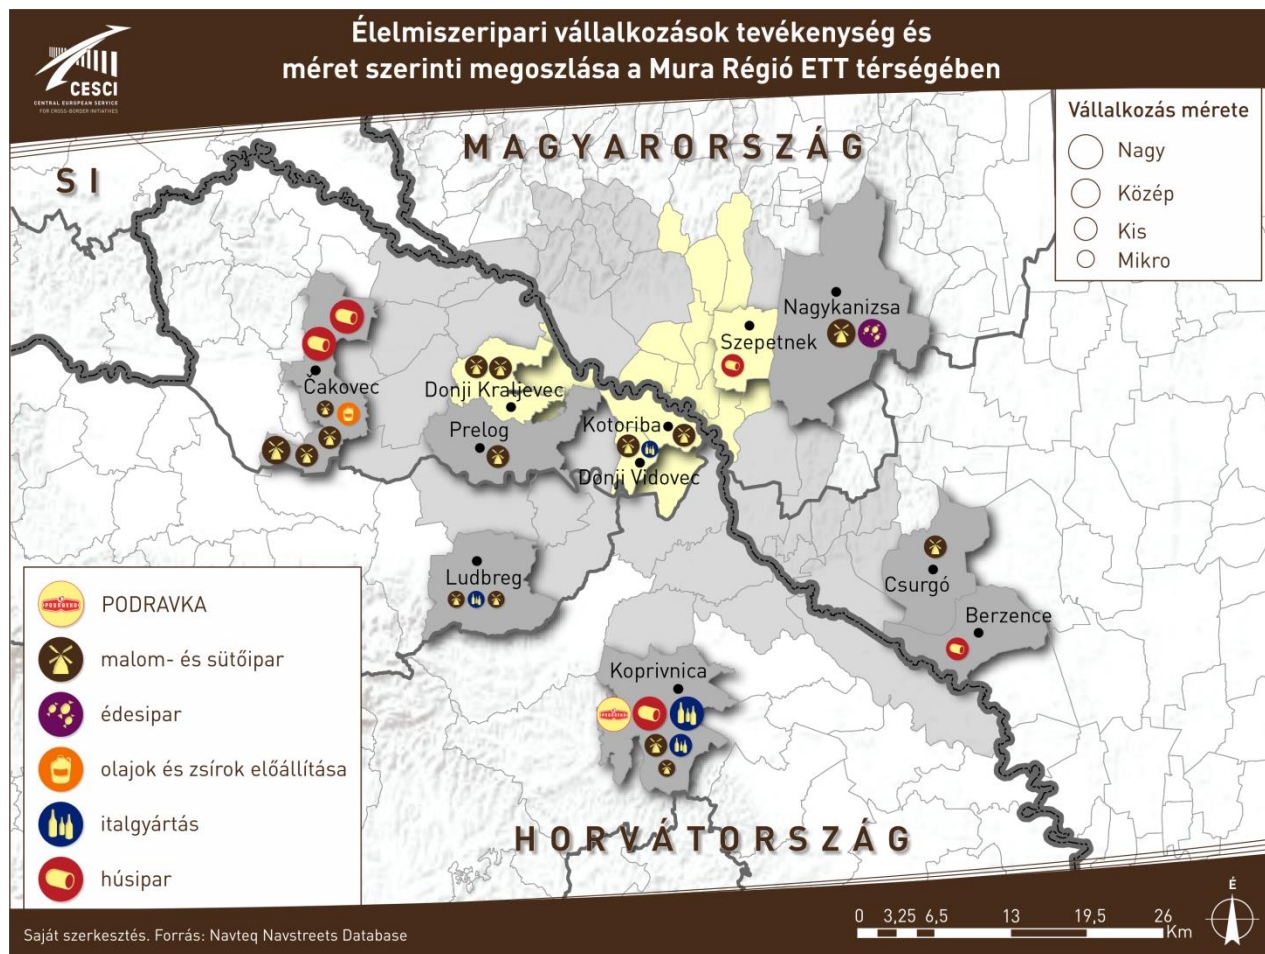 Élelmiszeripari vállalkozások tevékenység és
méret szerinti megoszlása a Mura Régió ETT térségében
CESCI
CENTRAL EUROPEAN SERVICE
FOR CROSS-BORDER INITIATIVES
Vállalkozás mérete
Nagy
Közép
Kis
Mikro
MAGYARORSZÁG
SI
Nagykanizsa
Szepetnek
Čakovec
Donji Kraljevec
Prelog
Kotoriba
Donji Vidovec
Ludbreg
Csurgó
Berzence
Koprivnica
PODRAVKA
HORVÁTORSZÁG
PODRAVKA
PODRAVKA
malom- és sütőipar
édesipar
olajok és zsírok előállítása
italgyártás
húsipar
Saját szerkesztés. Forrás: Navteq Navstreets Database
0 3,25 6,5 13 19,5 26
Km
É